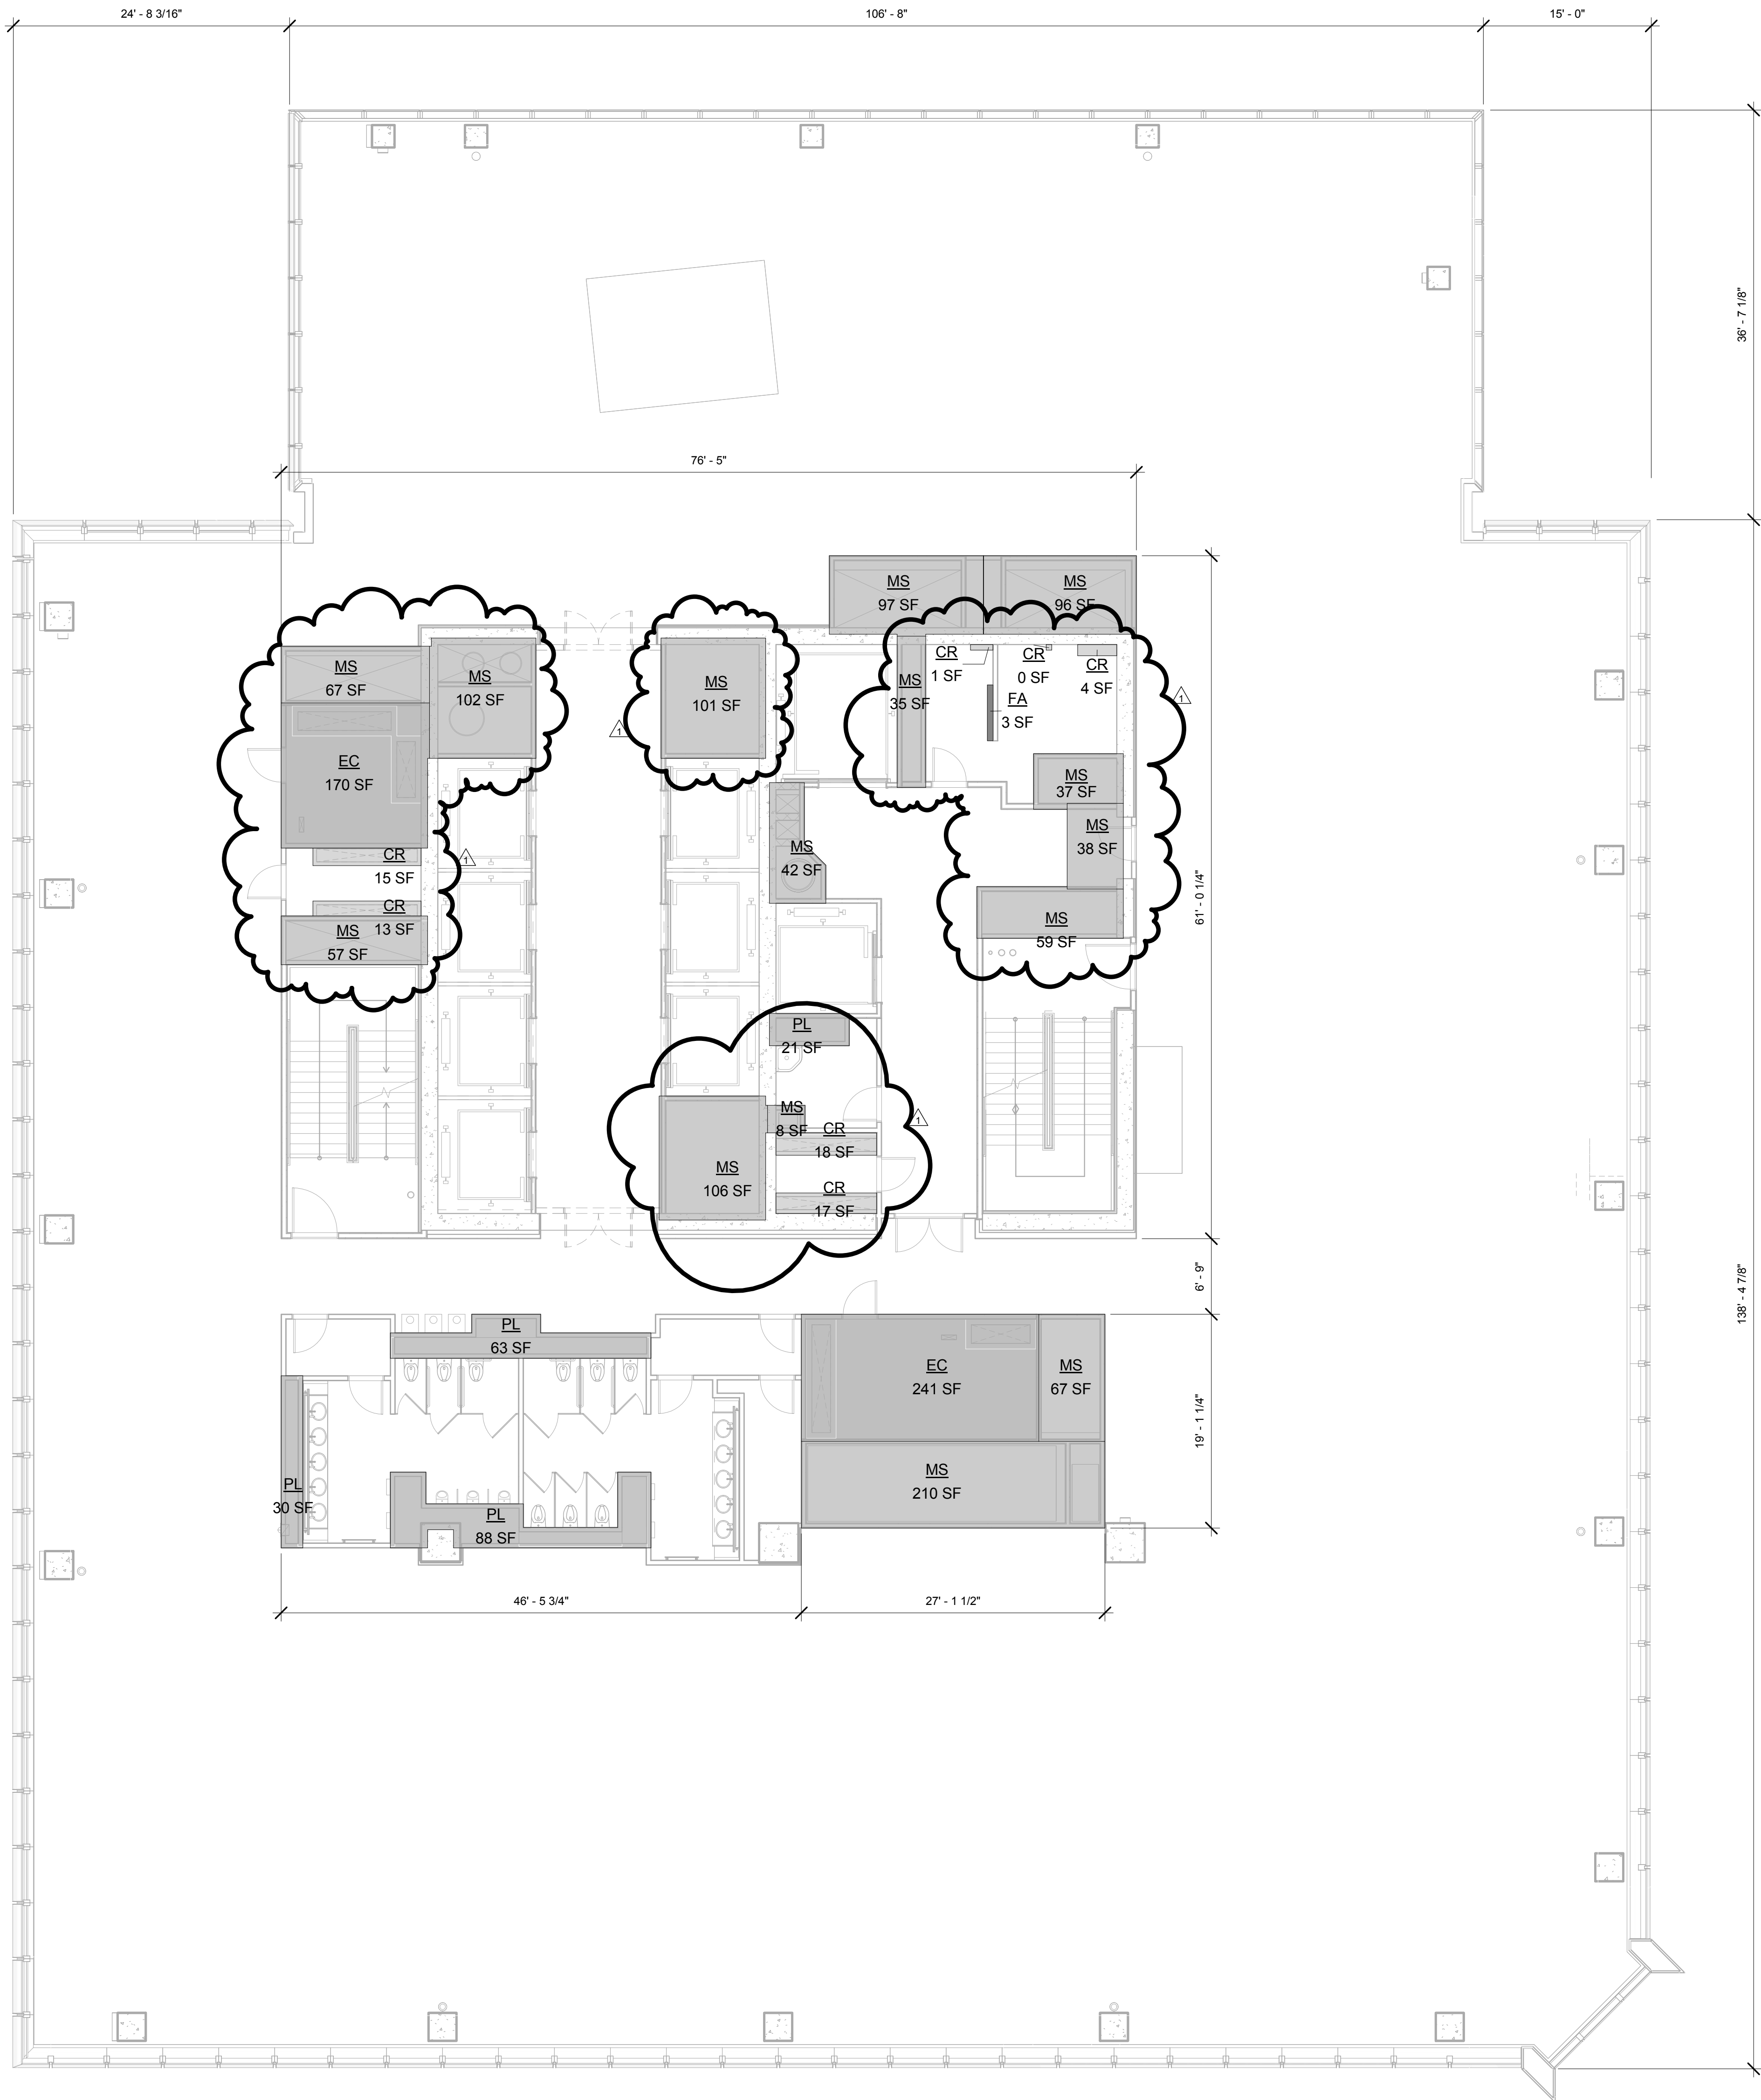 24' - 8 3/16"
106' - 8"
15' - 0"
36' - 7 1/8"
76' - 5"
MS
97 SF
MS
96 SF
MS
67 SF
MS
102 SF
MS
101 SF
MS
35 SF
CR
1 SF
CR
0 SF
CR
4 SF
FA
3 SF
1
1
EC
170 SF
MS
37 SF
MS
38 SF
MS
42 SF
1
CR
15 SF
CR
13 SF
MS
57 SF
MS
59 SF
61' - 0 1/4"
PL
21 SF
MS
8 SF
1
CR
18 SF
MS
106 SF
CR
17 SF
6' - 9"
138' - 4 7/8"
PL
63 SF
EC
241 SF
MS
67 SF
19' - 1 1/4"
MS
210 SF
PL
30 SF
PL
88 SF
46' - 5 3/4"
27' - 1 1/2"